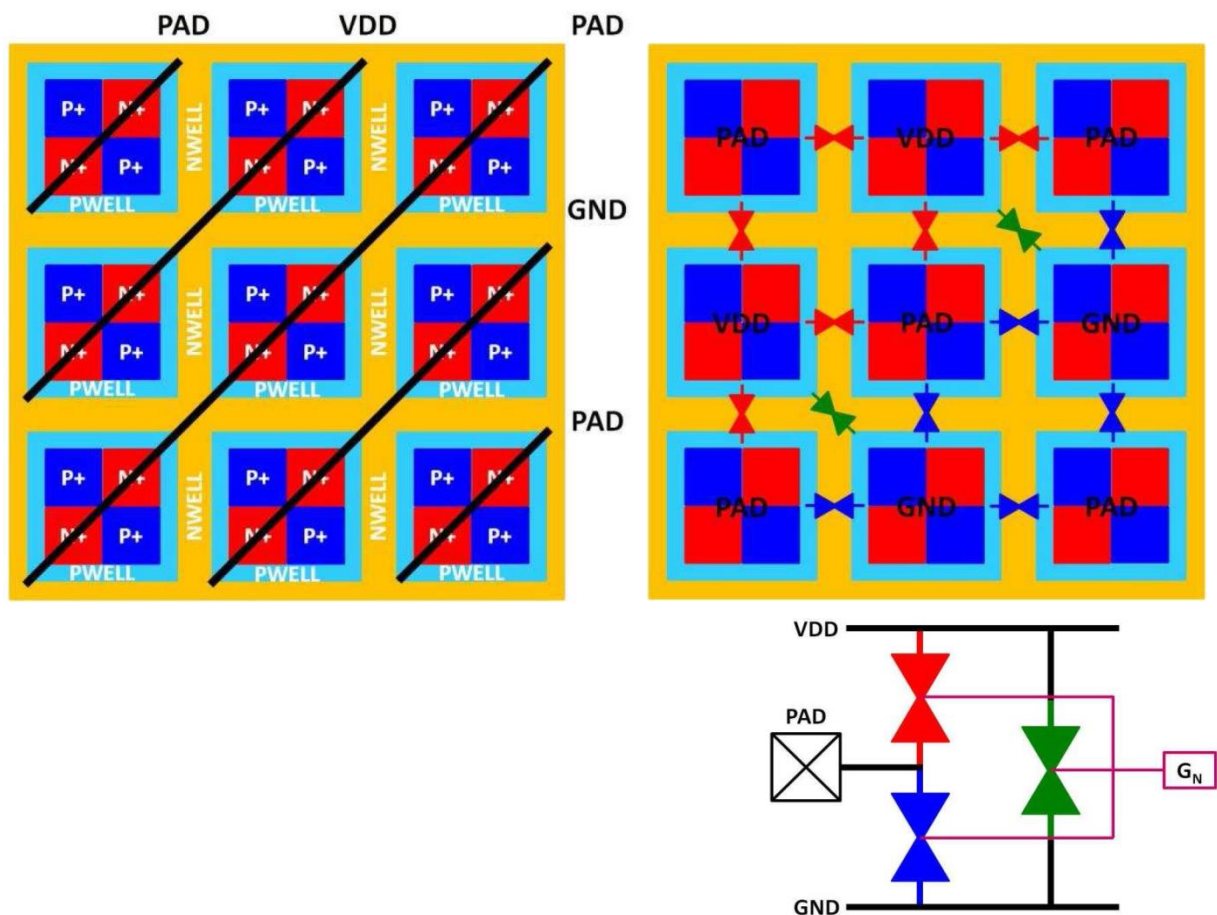 PAD VDD PAD
P+ N+ P+ N+ P+ N+
NWELL NWELL
N+ P+ N+ P+ N+ P+
PWELL PWELL PWELL
GND
P+ N+ P+ N+ P+ N+
NWELL NWELL
N+ P+ N+ P+ N+ P+
PWELL PWELL PWELL
PAD
P+ N+ P+ N+ P+ N+
NWELL NWELL
N+ P+ N+ P+ N+ P+
PWELL PWELL PWELL
PAD VDD PAD
VDD PAD GND
PAD GND PAD
VDD
PAD
GN
GND